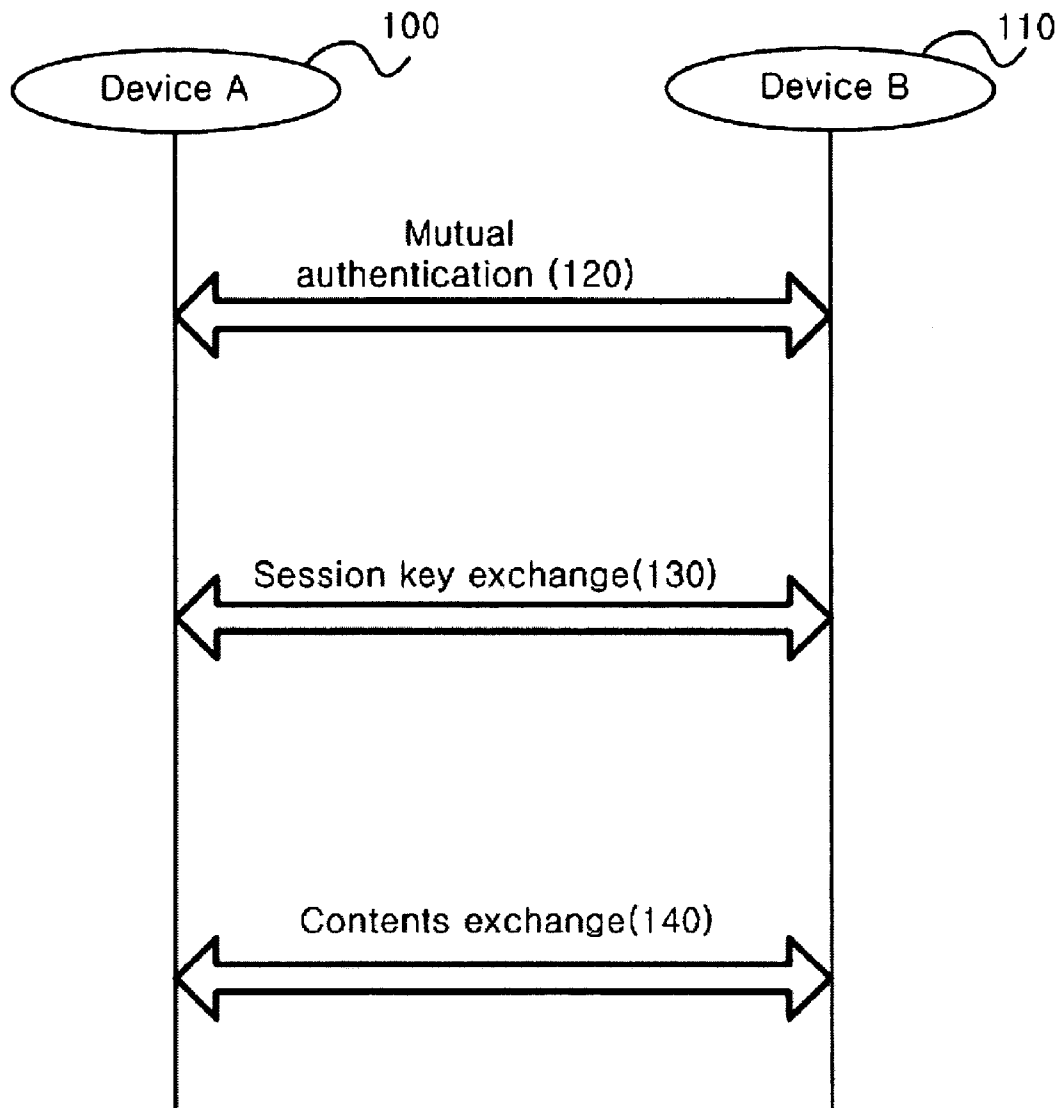 100
110
Device A
Device B
Mutual
authentication (120)
Session key exchange(130)
Contents exchange(140)